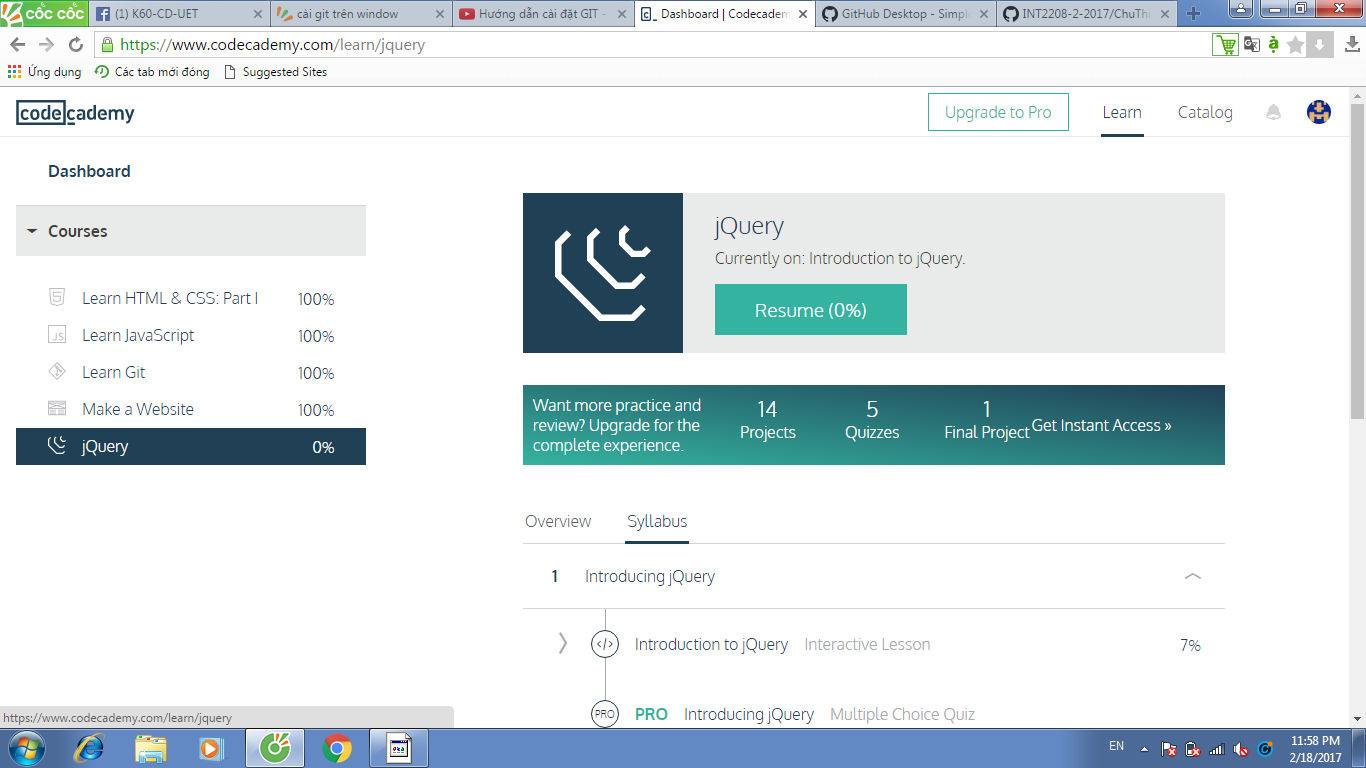 cốc cốc
(1) K60-CD-UET
cài git trên window
Hướng dẫn cài đặt GIT -
Dashboard | Codecadem
GitHub Desktop - Simpl
INT2208-2-2017/ChuTh
https://www.codecademy.com/learn/jquery
Ứng dụng
Các tab mới đóng
Suggested Sites
codecademy
Upgrade to Pro
Learn
Catalog
Dashboard
Courses
Learn HTML & CSS: Part I 100%
JS Learn JavaScript 100%
Learn Git 100%
Make a Website 100%
jQuery 0%
jQuery
Currently on: Introduction to jQuery.
Resume (0%)
Want more practice and
review? Upgrade for the
complete experience.
14
Projects
5
Quizzes
1
Final Project
Get Instant Access »
Overview
Syllabus
1 Introducing jQuery
</> Introduction to jQuery Interactive Lesson 7%
PRO PRO Introducing jQuery Multiple Choice Quiz
https://www.codecademy.com/learn/jquery
EN
11:58 PM
2/18/2017